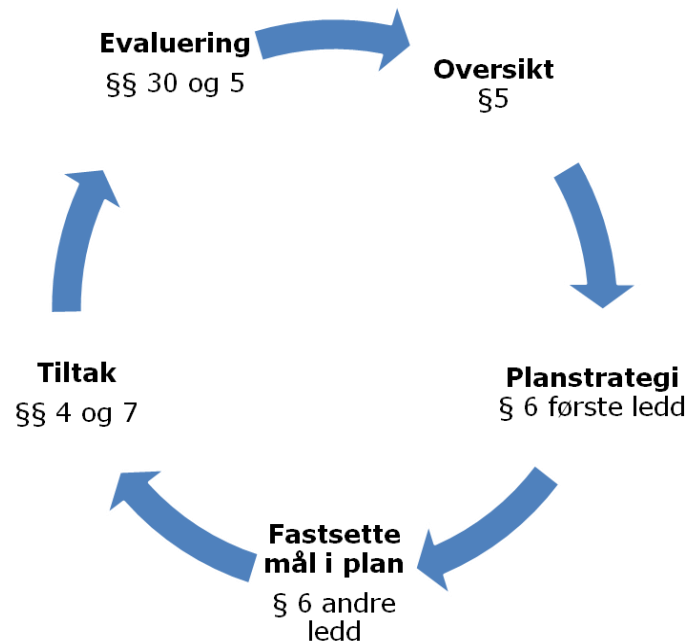 Evaluering
§§ 30 og 5
Oversikt
§5
Planstrategi
§ 6 første ledd
Fastsette
mål i plan
§ 6 andre
ledd
Tiltak
§§ 4 og 7